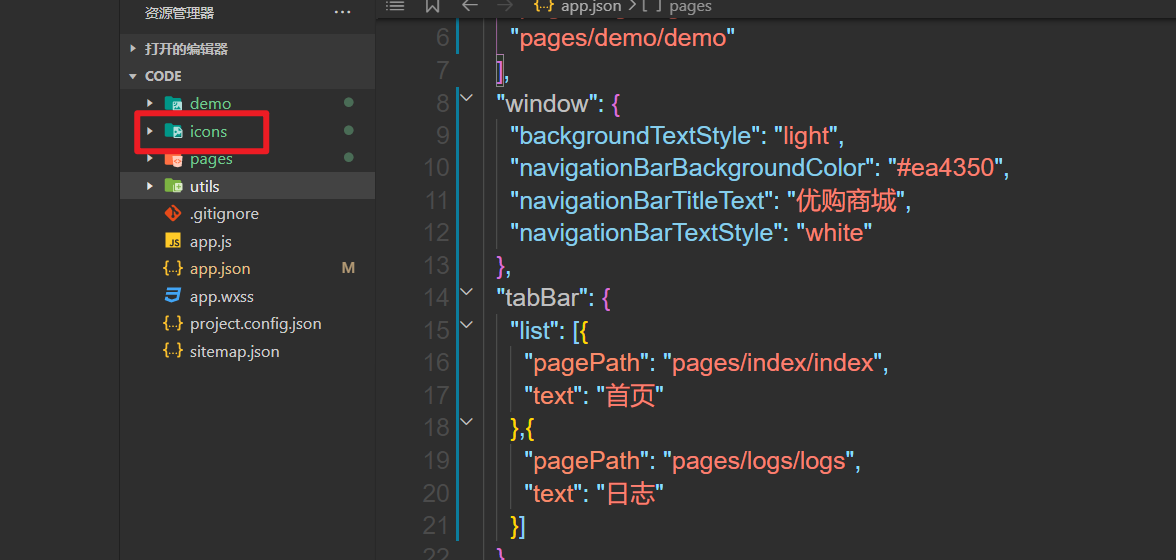 资源管理器
打开的编辑器
CODE
demo
icons
pages
utils
.gitignore
JS app.js
{..} app.json M
app.wxss
{..} project.config.json
{..} sitemap.json
{..} app.json > [ ] pages
6 "pages/demo/demo"
7 ],
8 "window": {
9 "backgroundTextStyle": "light",
10 "navigationBarBackgroundColor": "#ea4350",
11 "navigationBarTitleText": "优购商城",
12 "navigationBarTextStyle": "white"
13 },
14 "tabBar": {
15 "list": [{
16 "pagePath": "pages/index/index",
17 "text": "首页"
18 },{
19 "pagePath": "pages/logs/logs",
20 "text": "日志"
21 }]
22 }